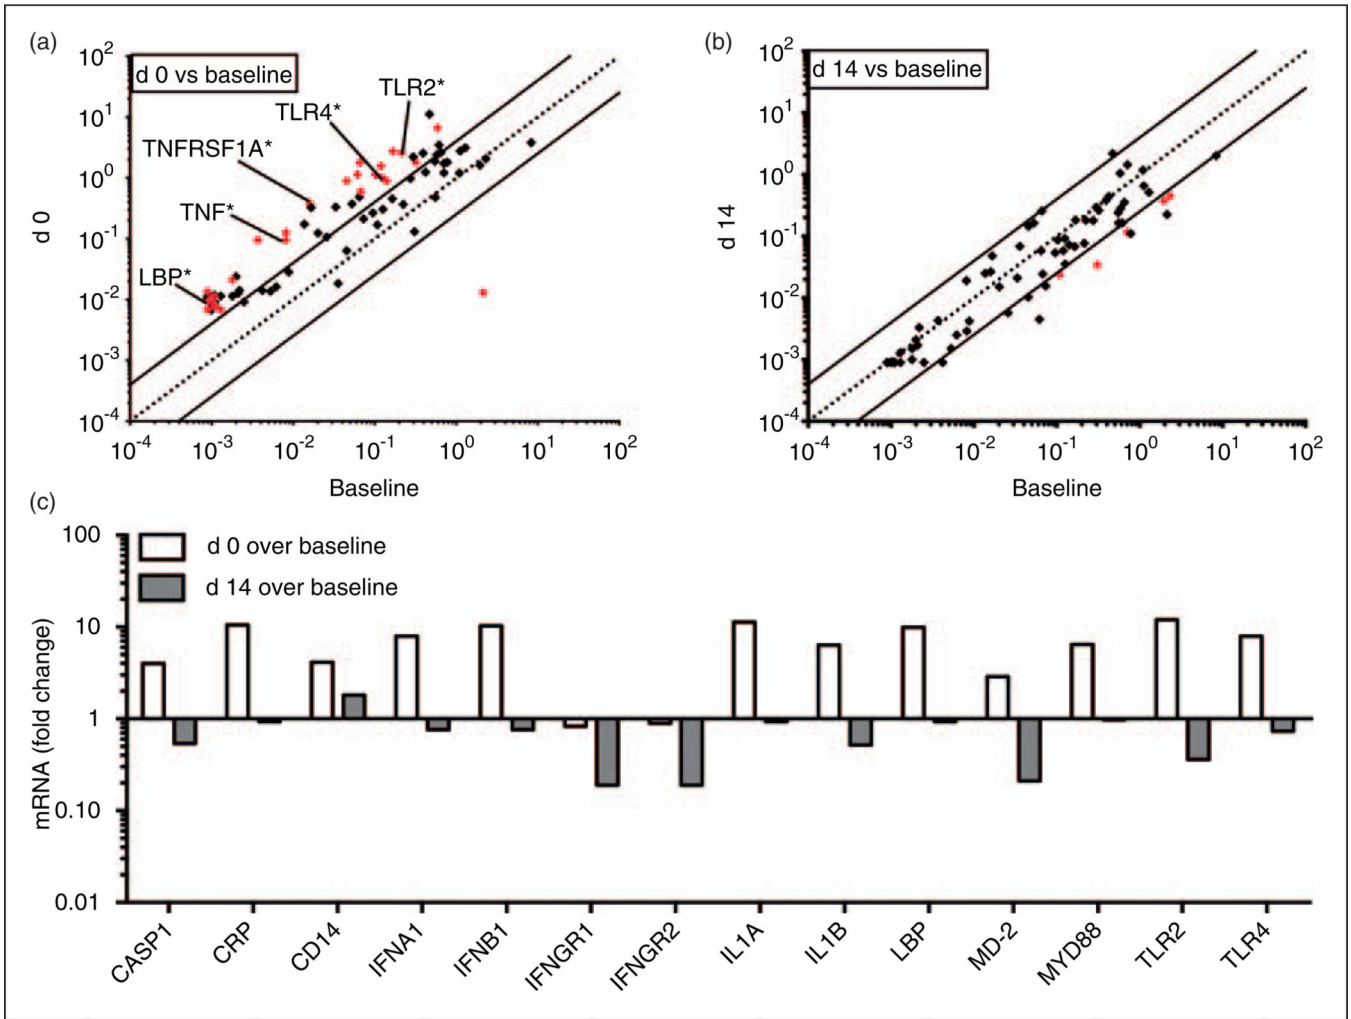 (a)
d 0 vs baseline
d 0
10^2
10^1
10^0
10^-1
10^-2
10^-3
10^-4
TLR2*
TLR4*
TNFRSF1A*
TNF*
LBP*
10^-4 10^-3 10^-2 10^-1 10^0 10^1 10^2
Baseline
(b)
d 14 vs baseline
d 14
10^2
10^1
10^0
10^-1
10^-2
10^-3
10^-4
10^-4 10^-3 10^-2 10^-1 10^0 10^1 10^2
Baseline
(c)
d 0 over baseline
d 14 over baseline
mRNA (fold change)
100
10
1
0.10
0.01
CASP1
CRP
CD14
IFNA1
IFNB1
IFNGR1
IFNGR2
IL1A
IL1B
LBP
MD-2
MYD88
TLR2
TLR4